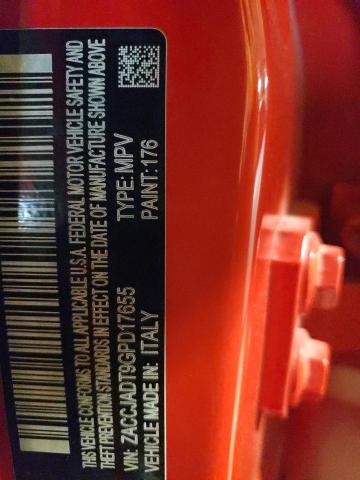 THIS VEHICLE CONFORMS TO ALL APPLICABLE U.S.A. FEDERAL MOTOR VEHICLE SAFETY AND
THEFT PREVENTION STANDARDS IN EFFECT ON THE DATE OF MANUFACTURE SHOWN ABOVE
VIN: ZACCJADT9GPD17655 TYPE: MPV
VEHICLE MADE IN: ITALY PAINT: 176